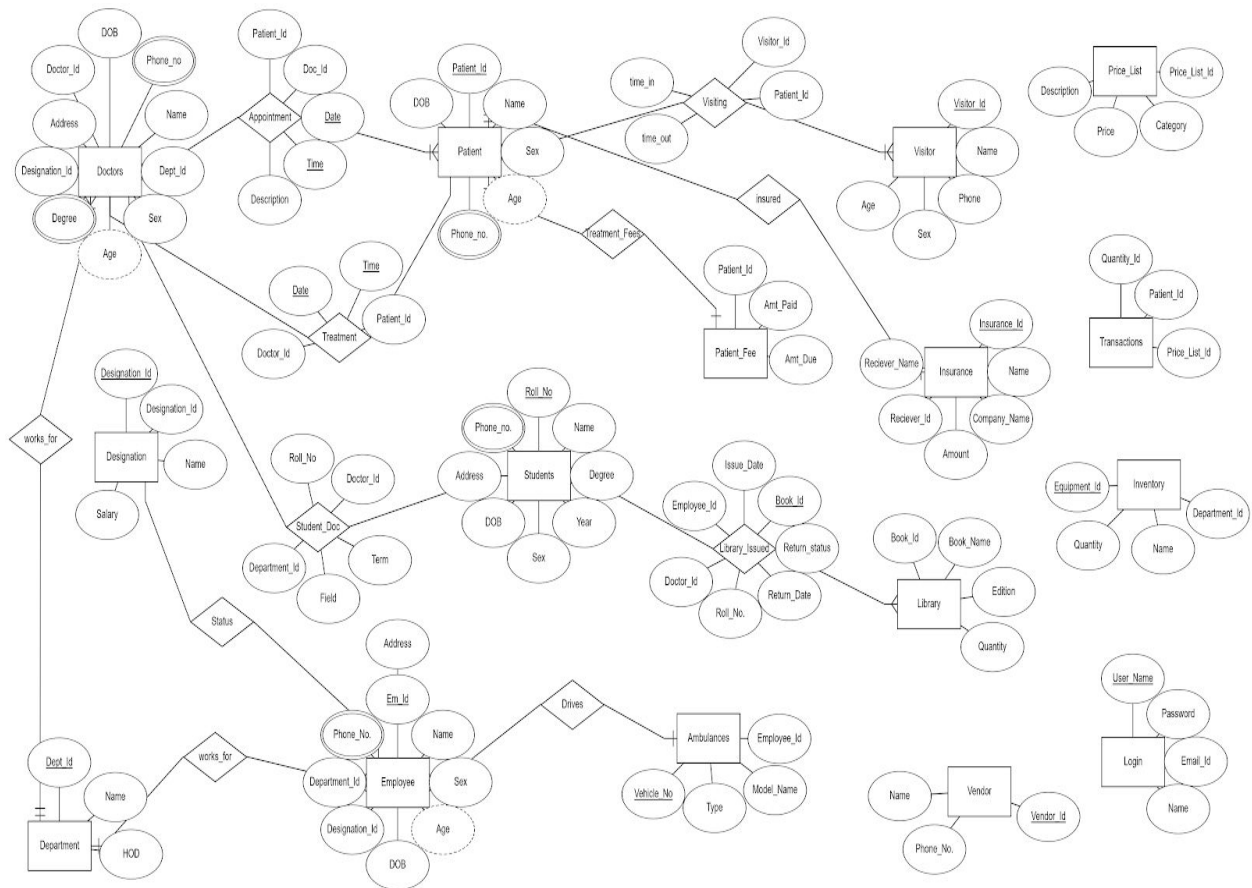 DOB
Doctor_Id
Phone_no
Address
Name
Doctors
Designation_Id
Dept_Id
Degree
Sex
Age
Patient_Id
Doc_Id
Appointment
Date
Time
Description
Patient_Id
DOB
Name
Patient
Sex
Age
Phone_no.
Visitor_Id
time_in
Visiting
Patient_Id
time_out
Visitor_Id
Visitor
Name
Age
Phone
Sex
Price_List
Price_List_Id
Description
Price
Category
insured
Treatment_Fees
Time
Date
Patient_Id
Treatment
Doctor_Id
Patient_Id
Amt_Paid
Patient_Fee
Amt_Due
Quantity_Id
Patient_Id
Transactions
Price_List_Id
Insurance_Id
Reciever_Name
Insurance
Name
Reciever_Id
Company_Name
Amount
Designation_Id
Designation_Id
works_for
Designation
Name
Salary
Roll_No
Phone_no.
Name
Address
Students
Degree
DOB
Year
Sex
Roll_No
Doctor_Id
Student_Doc
Department_Id
Term
Field
Issue_Date
Employee_Id
Book_Id
Library_Issued
Return_status
Doctor_Id
Return_Date
Roll_No.
Book_Id
Book_Name
Library
Edition
Quantity
Equipment_Id
Inventory
Department_Id
Quantity
Name
Status
Address
Em_Id
Phone_No.
Name
works_for
Department_Id
Employee
Sex
Designation_Id
Age
DOB
Drives
Ambulances
Employee_Id
Vehicle_No
Type
Model_Name
User_Name
Password
Login
Email_Id
Name
Vendor
Name
Vendor_Id
Phone_No.
Dept_Id
Name
Department
HOD